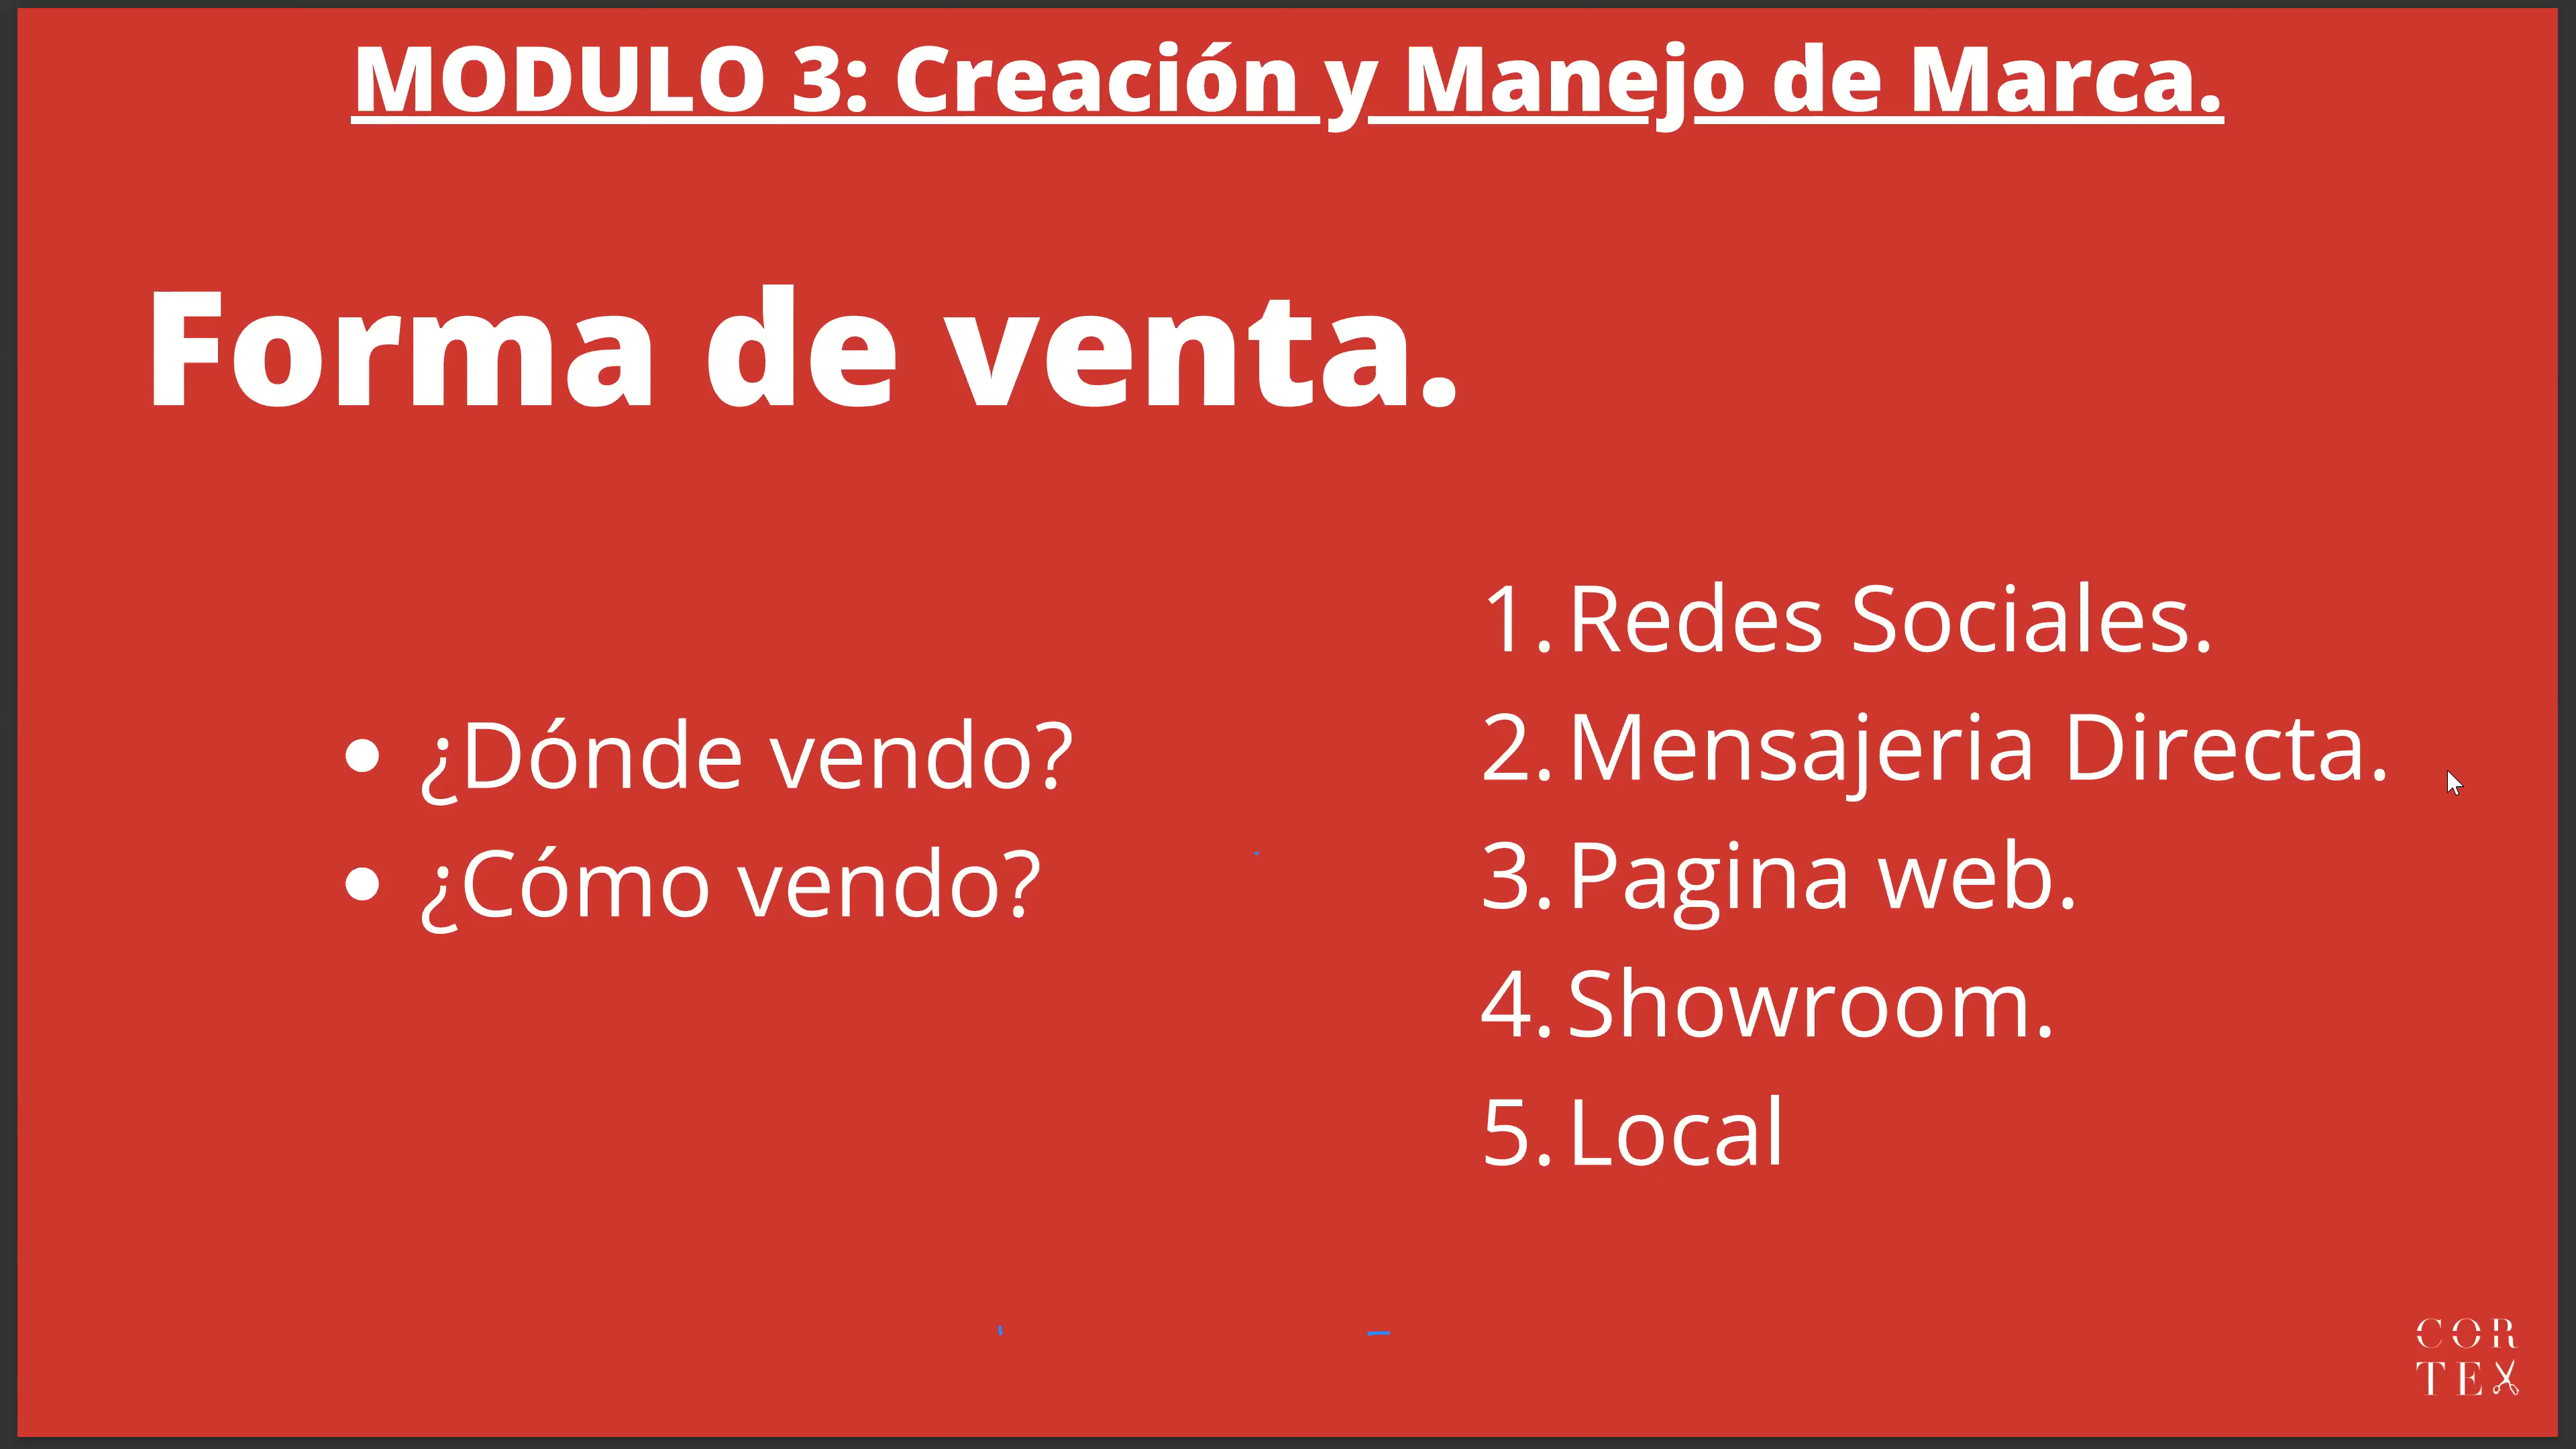 MODULO 3: Creación y Manejo de Marca.
Forma de venta.
• ¿Dónde vendo?
• ¿Cómo vendo?
1. Redes Sociales.
2. Mensajeria Directa.
3. Pagina web.
4. Showroom.
5. Local
COR
TEX